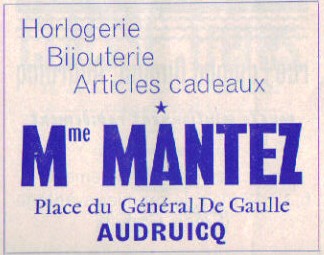 Horlogerie
Bijouterie
Articles cadeaux
★
Mme MANTEZ
Place du Général De Gaulle
AUDRUICQ